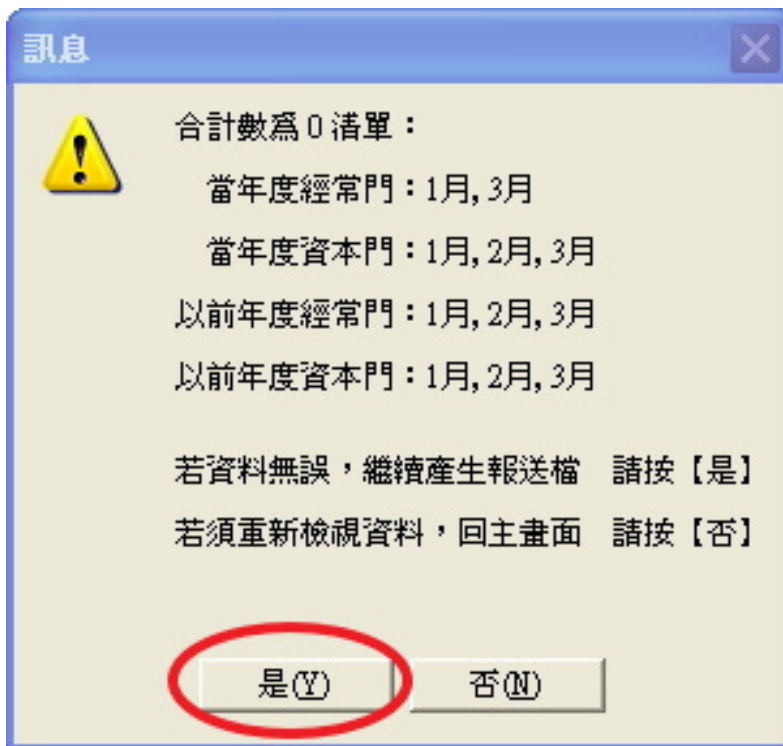 訊息
合計數爲0清單：
當年度經常門：1月,3月
當年度資本門：1月,2月,3月
以前年度經常門：1月,2月,3月
以前年度資本門：1月,2月,3月
若資料無誤，繼續產生報送檔　請按【是】
若須重新檢視資料，回主畫面　請按【否】
是(Y)
否(N)